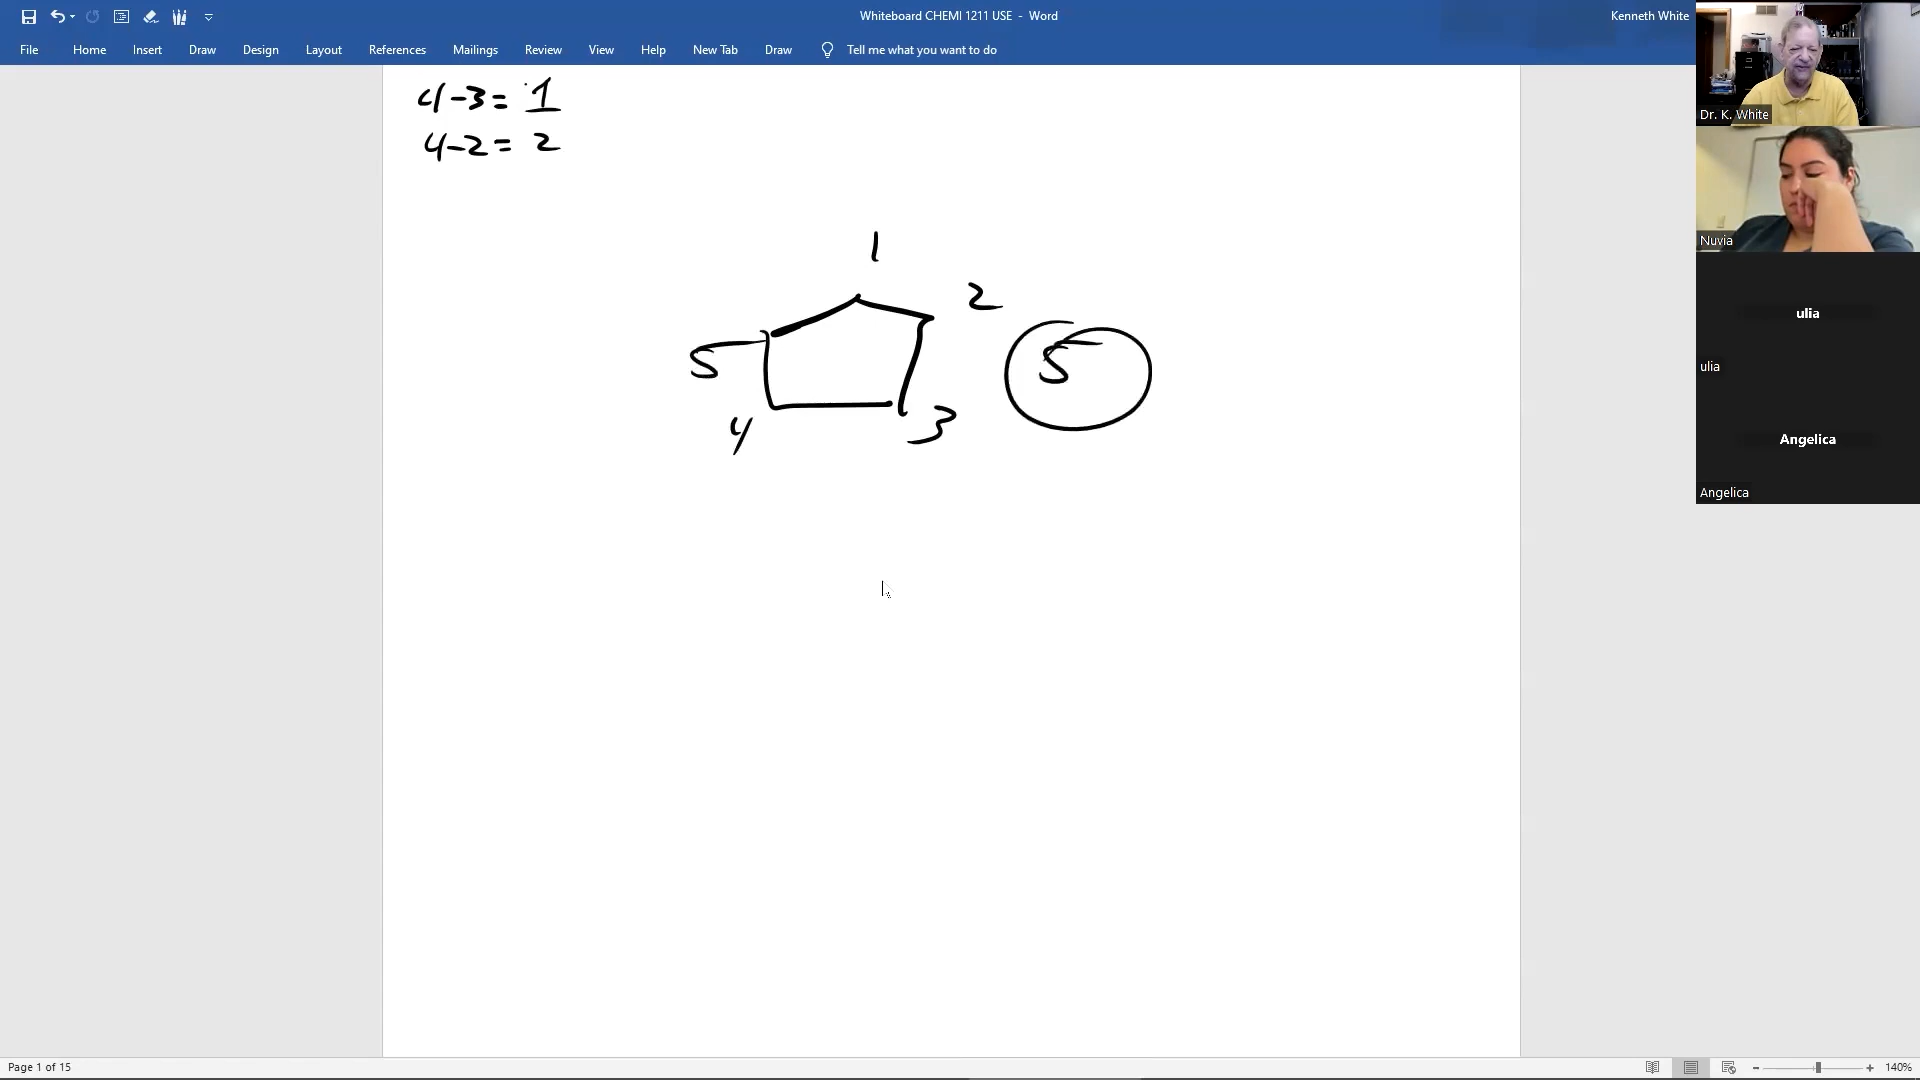 Whiteboard CHEMI 1211 USE - Word
Kenneth White
File Home Insert Draw Design Layout References Mailings Review View Help New Tab Draw Tell me what you want to do
4-3= 1
4-2= 2
1
2
5
5
4
3
Dr. K. White
Nuvia
ulia
ulia
Angelica
Angelica
Page 1 of 15
140%